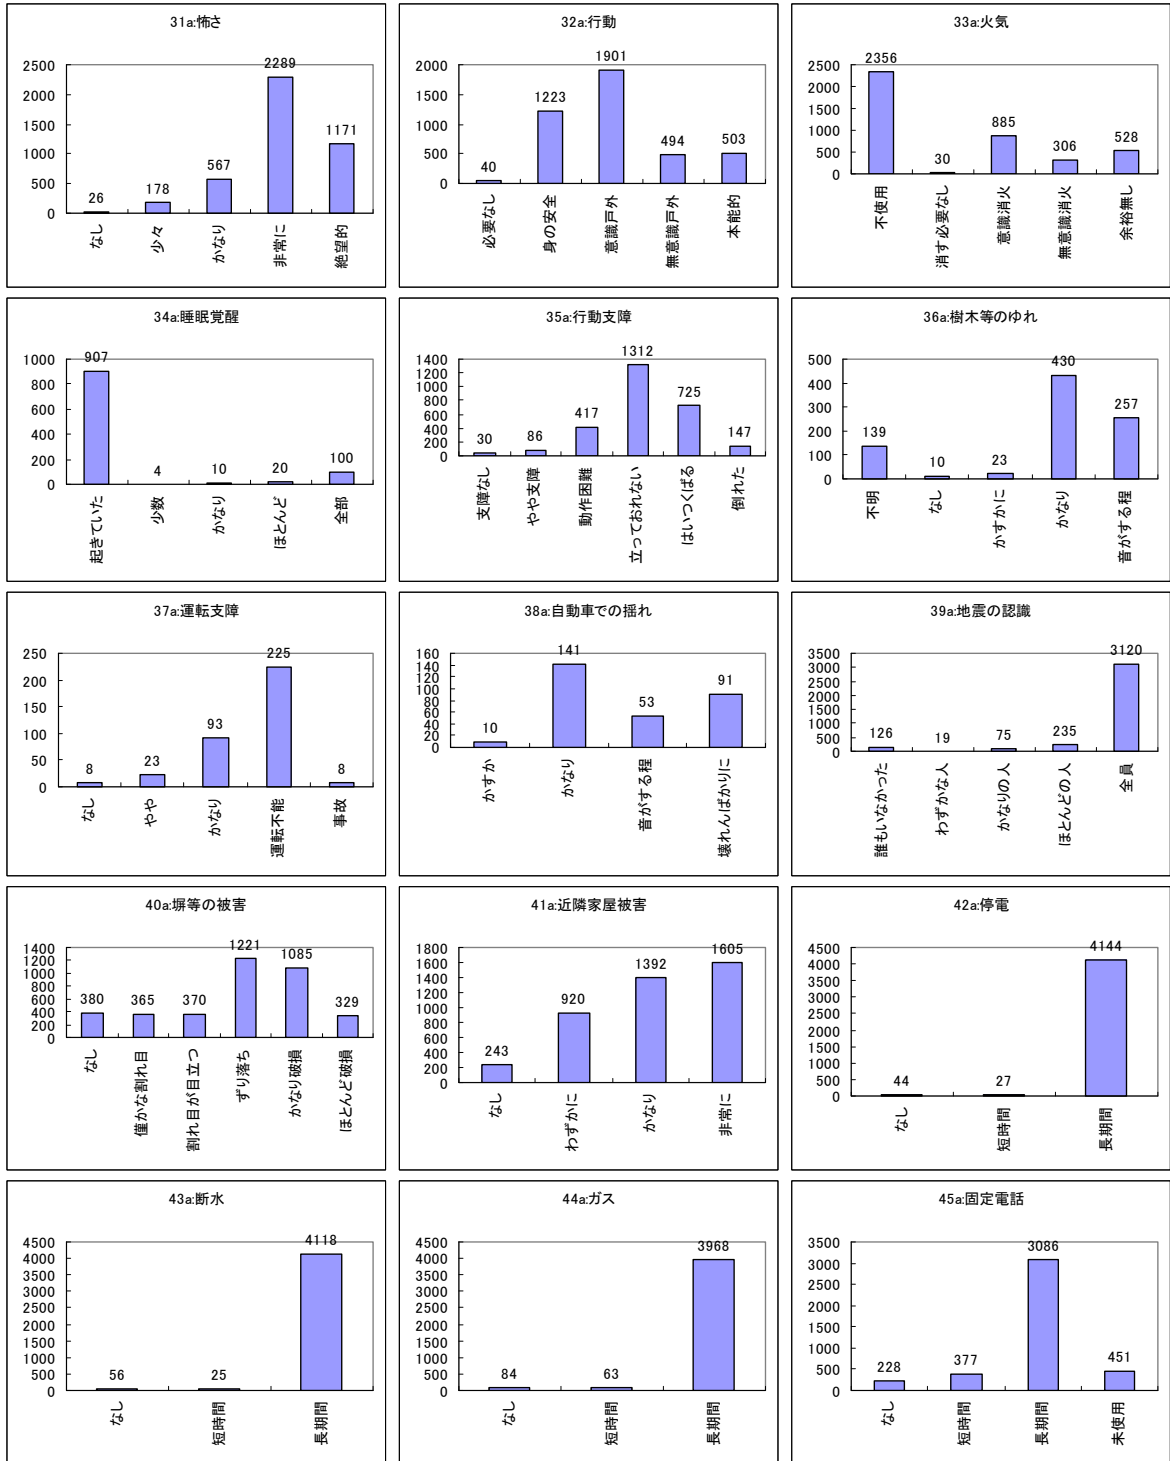 31a:怖さ
2500
2000
1500
1000
500
0
26
178
567
2289
1171
なし
少々
かなり
非常に
絶望的
32a:行動
2000
1500
1000
500
0
40
1223
1901
494
503
必要なし
身の安全
意識戸外
無意識戸外
本能的
33a:火気
2500
2000
1500
1000
500
0
2356
30
885
306
528
不使用
消す必要なし
意識消火
無意識消火
余裕無し
34a:睡眠覚醒
1000
800
600
400
200
0
907
4
10
20
100
起きていた
少数
かなり
ほとんど
全部
35a:行動支障
1400
1200
1000
800
600
400
200
0
30
86
417
1312
725
147
支障なし
やや支障
動作困難
立っておれない
はいつくばる
倒れた
36a:樹木等のゆれ
500
400
300
200
100
0
139
10
23
430
257
不明
なし
かすかに
かなり
音がする程
37a:運転支障
250
200
150
100
50
0
8
23
93
225
8
なし
やや
かなり
運転不能
事故
38a:自動車での揺れ
160
140
120
100
80
60
40
20
0
10
141
53
91
かすか
かなり
音がする程
壊れんばかりに
39a:地震の認識
3500
3000
2500
2000
1500
1000
500
0
126
19
75
235
3120
誰もいなかった
わずかな人
かなりの人
ほとんどの人
全員
40a:塀等の被害
1400
1200
1000
800
600
400
200
0
380
365
370
1221
1085
329
なし
僅かな割れ目
割れ目が目立つ
ずり落ち
かなり破損
ほとんど破損
41a:近隣家屋被害
1800
1600
1400
1200
1000
800
600
400
200
0
243
920
1392
1605
なし
わずかに
かなり
非常に
42a:停電
4500
4000
3500
3000
2500
2000
1500
1000
500
0
44
27
4144
なし
短時間
長期間
43a:断水
4500
4000
3500
3000
2500
2000
1500
1000
500
0
56
25
4118
なし
短時間
長期間
44a:ガス
4500
4000
3500
3000
2500
2000
1500
1000
500
0
84
63
3968
なし
短時間
長期間
45a:固定電話
3500
3000
2500
2000
1500
1000
500
0
228
377
3086
451
なし
短時間
長期間
未使用